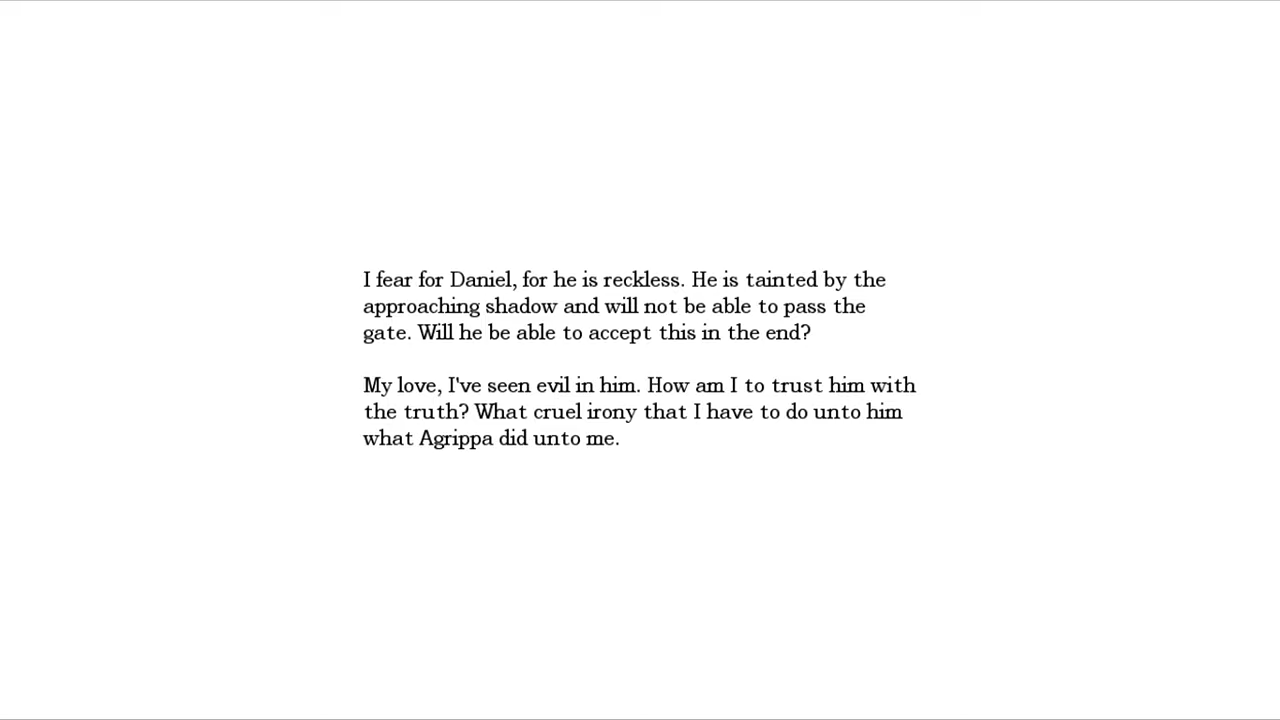 I fear for Daniel, for he is reckless. He is tainted by the
approaching shadow and will not be able to pass the
gate. Will he be able to accept this in the end?
My love, I've seen evil in him. How am I to trust him with
the truth? What cruel irony that I have to do unto him
what Agrippa did unto me.